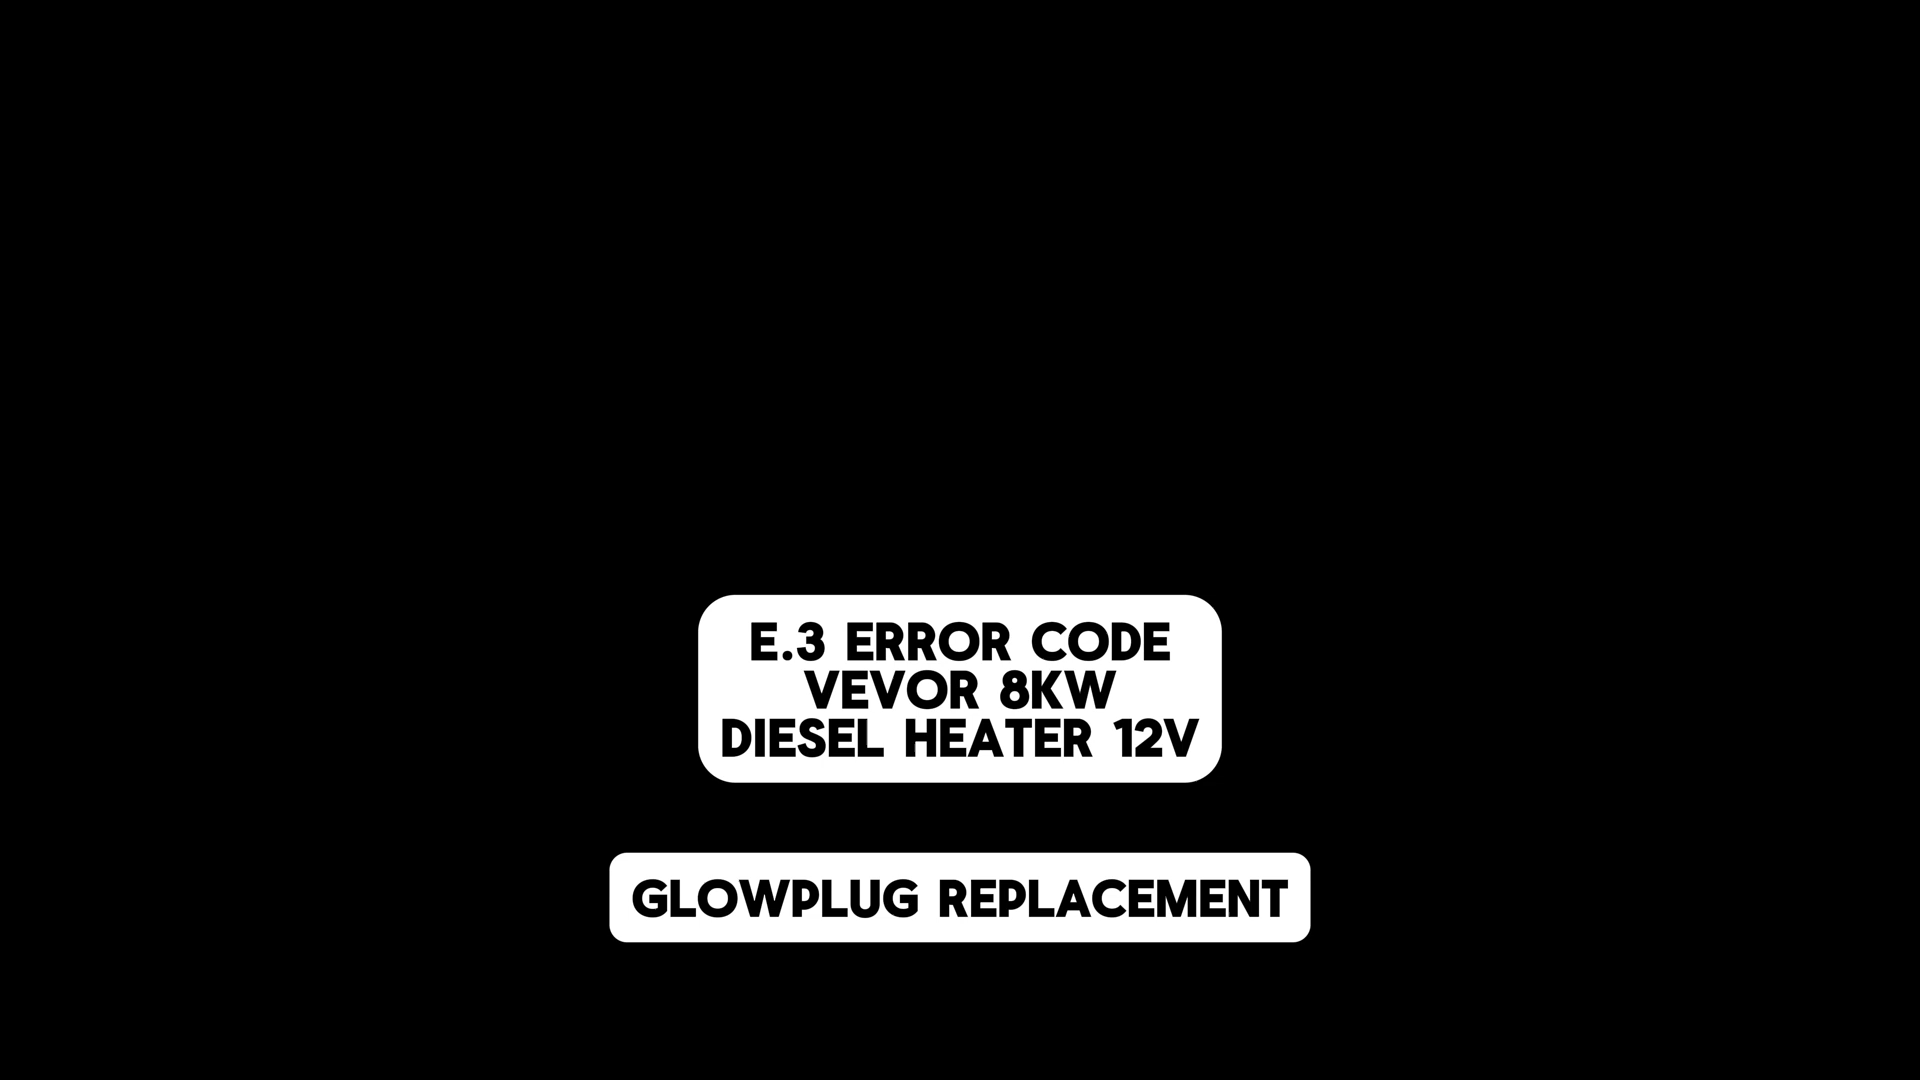 E.3 ERROR CODE
VEVOR 8KW
DIESEL HEATER 12V
GLOWPLUG REPLACEMENT